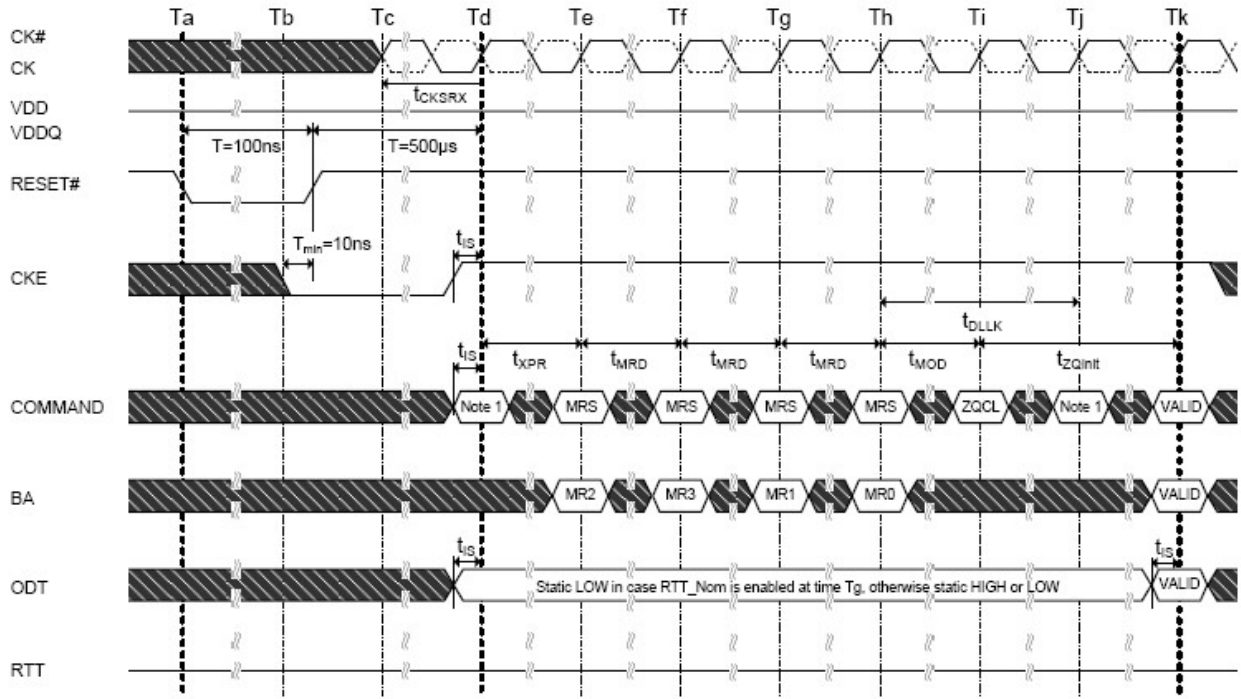 Ta Tb Tc Td Te Tf Tg Th Ti Tj Tk
CK#
CK
tCKSRX
VDD
VDDQ
T=100ns T=500µs
RESET#
Tmin=10ns tIS
CKE
tDLLK
tIS tXPR tMRD tMRD tMRD tMOD tZQinit
COMMAND Note 1 MRS MRS MRS MRS ZQCL Note 1 VALID
BA MR2 MR3 MR1 MR0 VALID
tIS tIS
ODT Static LOW in case RTT_Nom is enabled at time Tg, otherwise static HIGH or LOW VALID
RTT